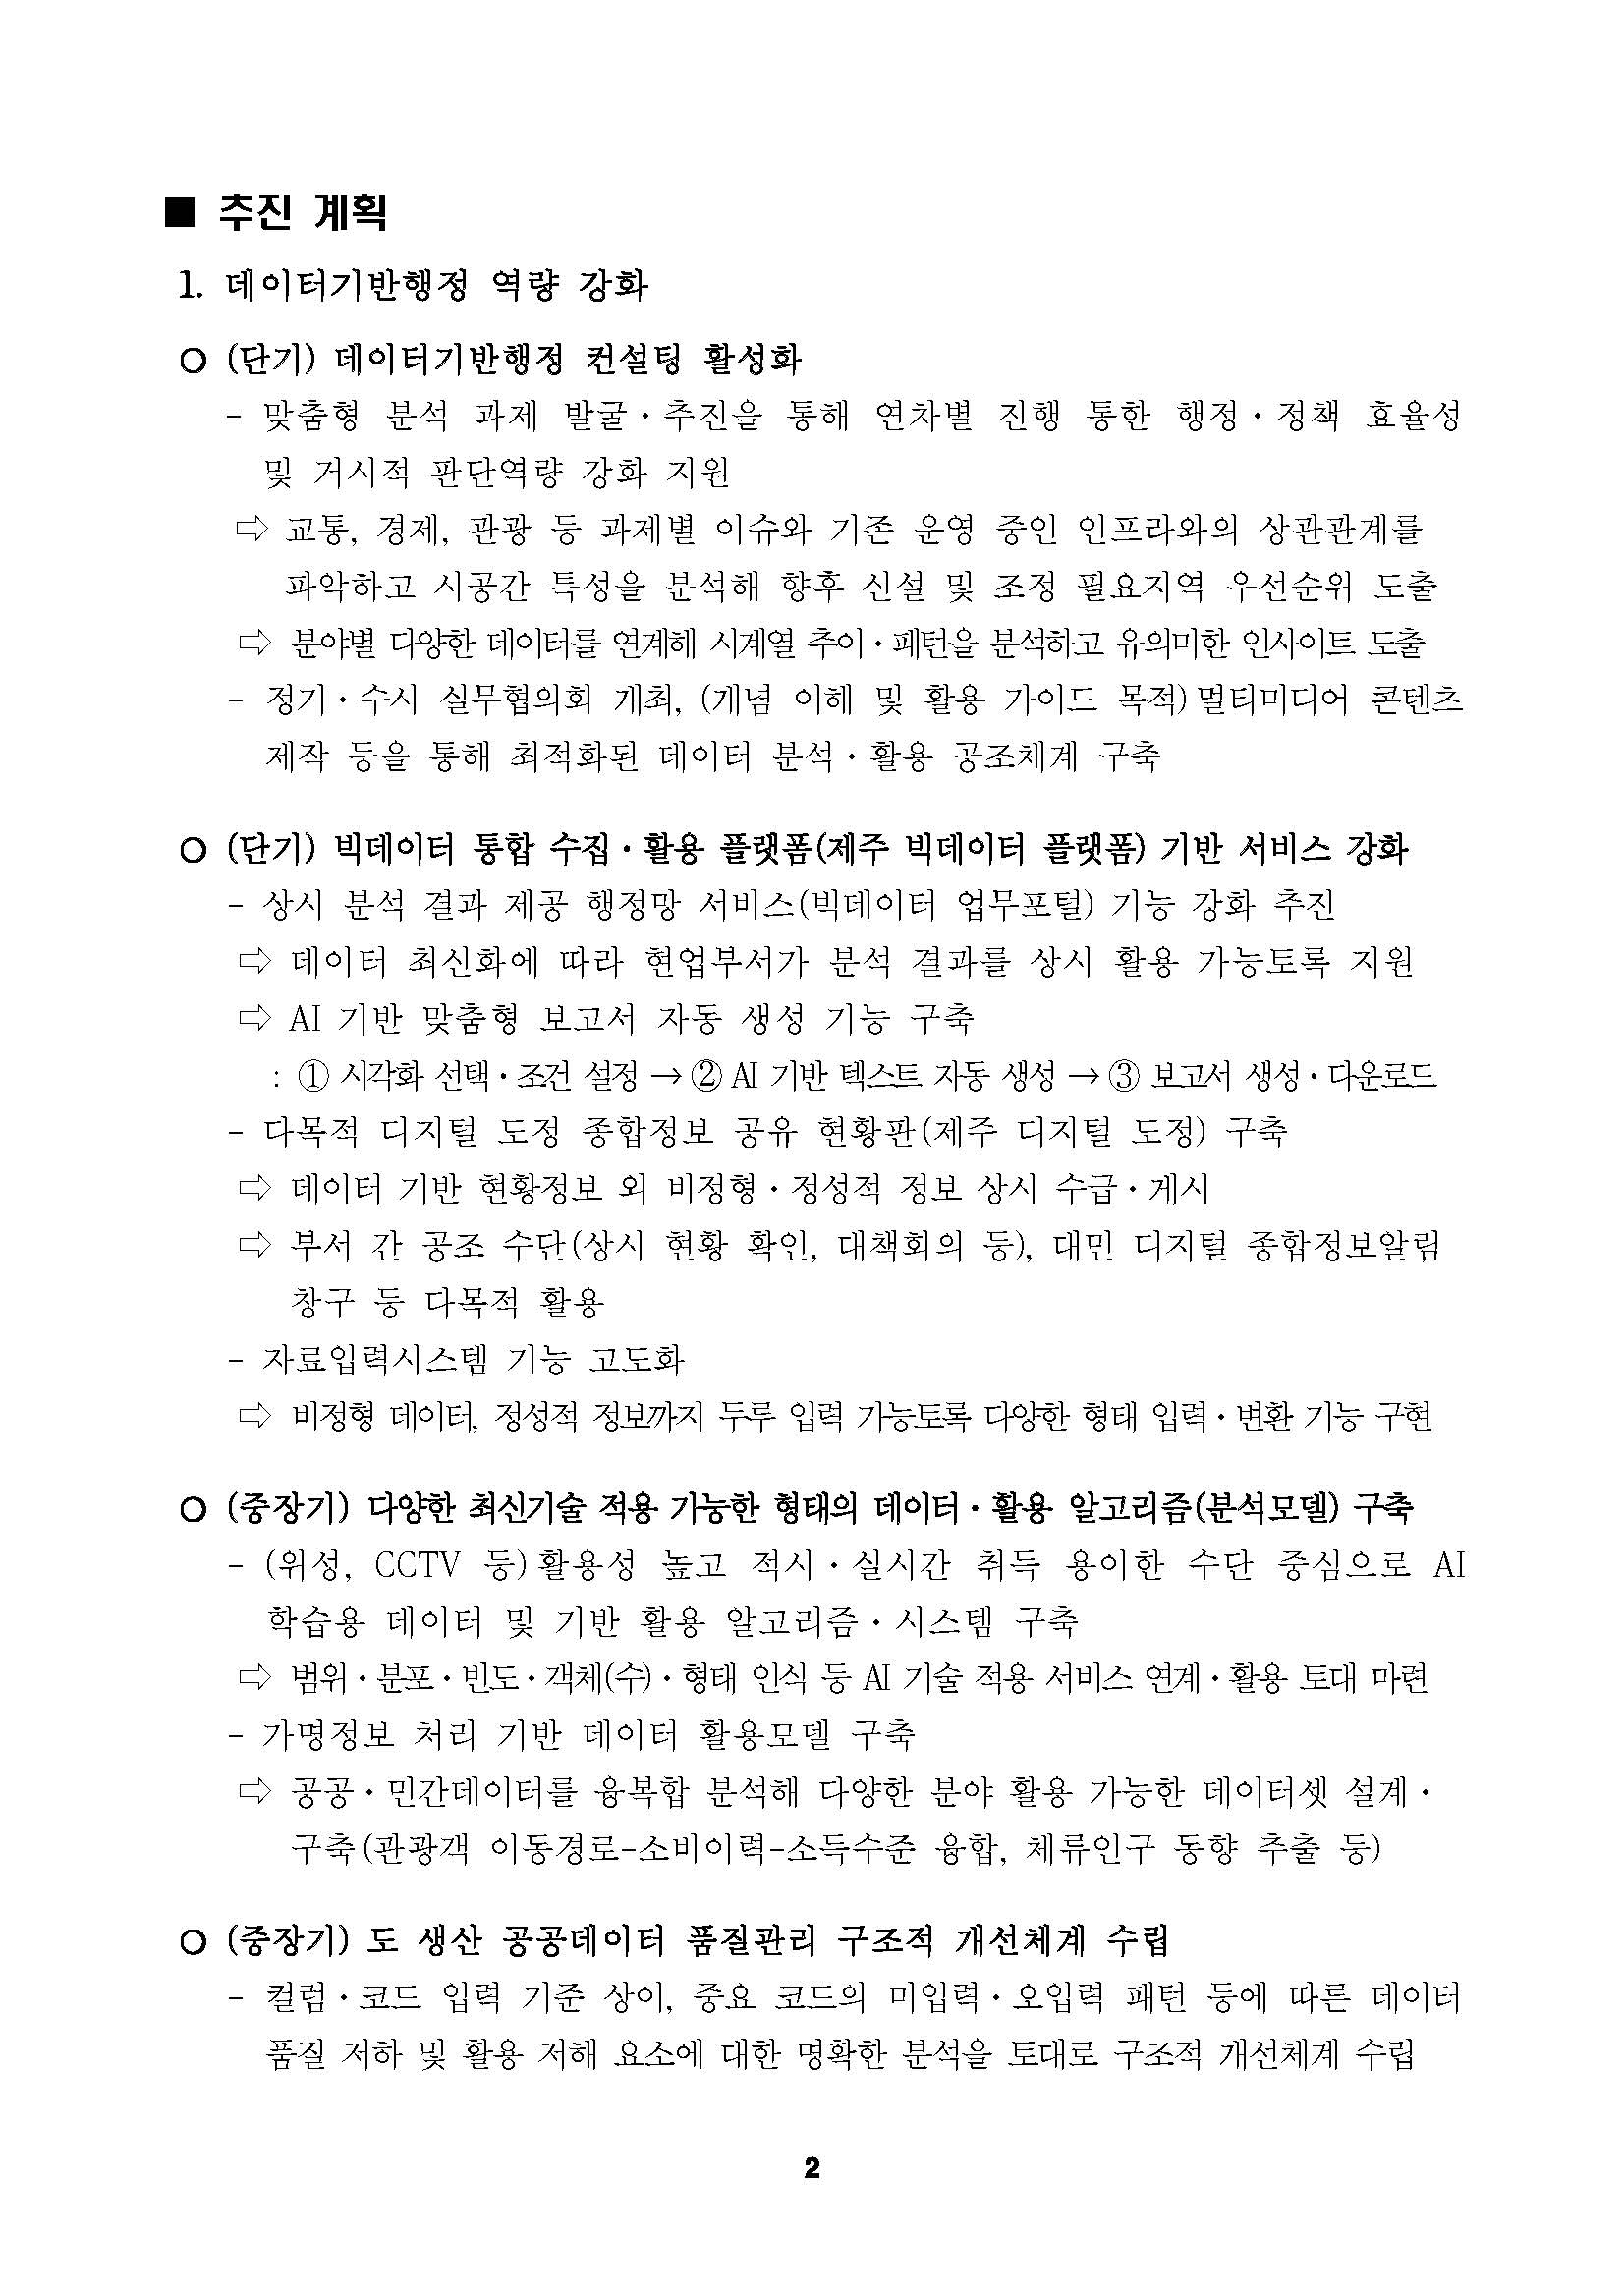 ■ 추진 계획
1. 데이터기반행정 역량 강화
○ (단기) 데이터기반행정 컨설팅 활성화
- 맞춤형 분석 과제 발굴·추진을 통해 연차별 진행 통한 행정·정책 효율성
및 거시적 판단역량 강화 지원
⇨ 교통, 경제, 관광 등 과제별 이슈와 기존 운영 중인 인프라와의 상관관계를
파악하고 시공간 특성을 분석해 향후 신설 및 조정 필요지역 우선순위 도출
⇨ 분야별 다양한 데이터를 연계해 시계열 추이·패턴을 분석하고 유의미한 인사이트 도출
- 정기·수시 실무협의회 개최, (개념 이해 및 활용 가이드 목적) 멀티미디어 콘텐츠
제작 등을 통해 최적화된 데이터 분석·활용 공조체계 구축
○ (단기) 빅데이터 통합 수집·활용 플랫폼(제주 빅데이터 플랫폼) 기반 서비스 강화
- 상시 분석 결과 제공 행정망 서비스(빅데이터 업무포털) 기능 강화 추진
⇨ 데이터 최신화에 따라 현업부서가 분석 결과를 상시 활용 가능토록 지원
⇨ AI 기반 맞춤형 보고서 자동 생성 기능 구축
: ① 시각화 선택·조건 설정 → ② AI 기반 텍스트 자동 생성 → ③ 보고서 생성·다운로드
- 다목적 디지털 도정 종합정보 공유 현황판(제주 디지털 도정) 구축
⇨ 데이터 기반 현황정보 외 비정형·정성적 정보 상시 수급·게시
⇨ 부서 간 공조 수단(상시 현황 확인, 대책회의 등), 대민 디지털 종합정보알림
창구 등 다목적 활용
- 자료입력시스템 기능 고도화
⇨ 비정형 데이터, 정성적 정보까지 두루 입력 가능토록 다양한 형태 입력·변환 기능 구현
○ (중장기) 다양한 최신기술 적용 가능한 형태의 데이터·활용 알고리즘(분석모델) 구축
- (위성, CCTV 등) 활용성 높고 적시·실시간 취득 용이한 수단 중심으로 AI
학습용 데이터 및 기반 활용 알고리즘·시스템 구축
⇨ 범위·분포·빈도·객체(수)·형태 인식 등 AI 기술 적용 서비스 연계·활용 토대 마련
- 가명정보 처리 기반 데이터 활용모델 구축
⇨ 공공·민간데이터를 융복합 분석해 다양한 분야 활용 가능한 데이터셋 설계·
구축(관광객 이동경로-소비이력-소득수준 융합, 체류인구 동향 추출 등)
○ (중장기) 도 생산 공공데이터 품질관리 구조적 개선체계 수립
- 컬럼·코드 입력 기준 상이, 중요 코드의 미입력·오입력 패턴 등에 따른 데이터
품질 저하 및 활용 저해 요소에 대한 명확한 분석을 토대로 구조적 개선체계 수립
2